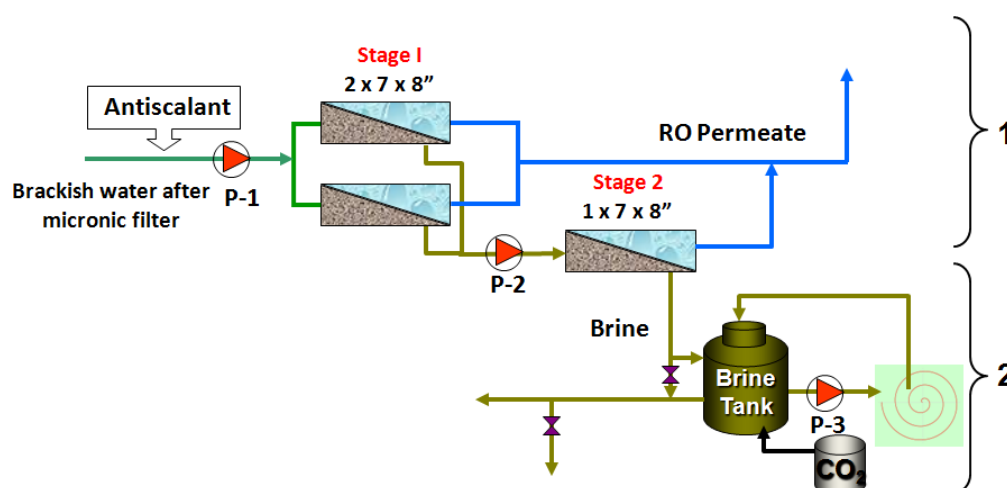 Stage I
2 x 7 x 8”
Antiscalant
RO Permeate
1
Brackish water after
micronic filter
P-1
Stage 2
1 x 7 x 8”
P-2
Brine
Brine
Tank
P-3
2
CO2